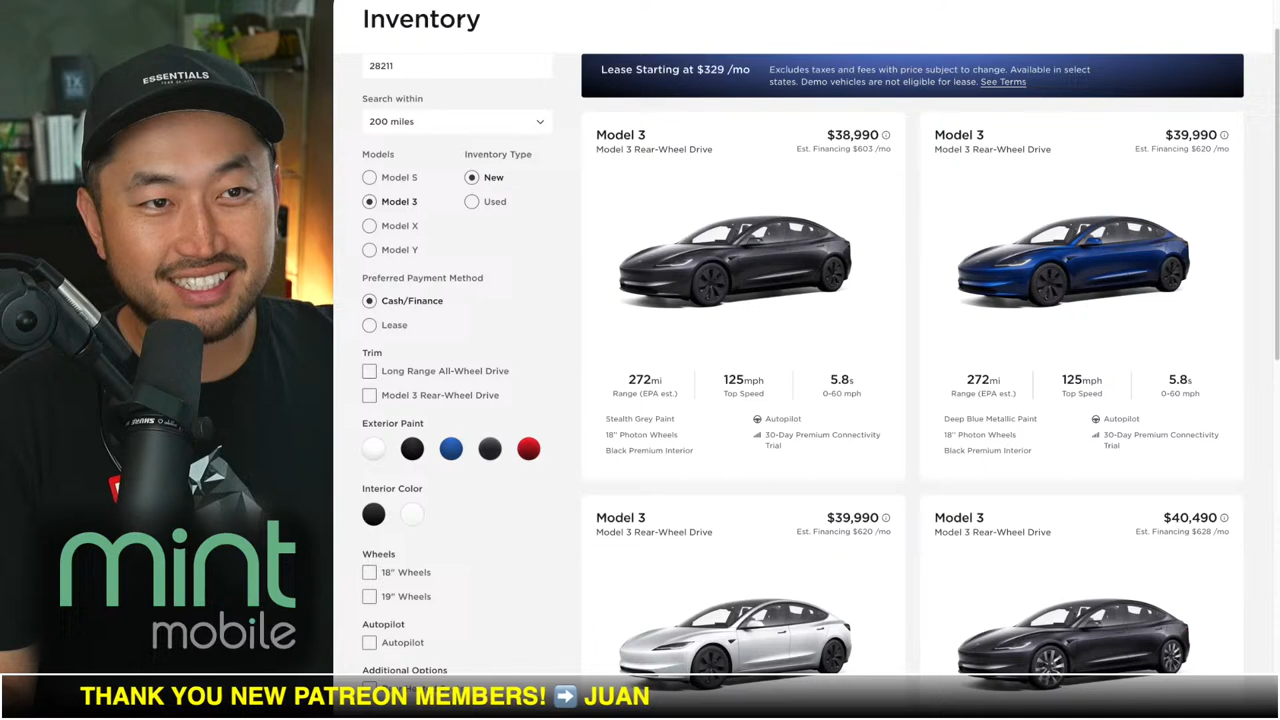 Inventory
28211
Search within
200 miles
Models
Model S
Model 3
Model X
Model Y
Inventory Type
New
Used
Preferred Payment Method
Cash/Finance
Lease
Trim
Long Range All-Wheel Drive
Model 3 Rear-Wheel Drive
Exterior Paint
Interior Color
Wheels
18" Wheels
19" Wheels
Autopilot
Autopilot
Additional Options
Lease Starting at $329 /mo
Excludes taxes and fees with price subject to change. Available in select
states. Demo vehicles are not eligible for lease. See Terms
Model 3
$38,990
Model 3 Rear-Wheel Drive
Est. Financing $603 /mo
272mi
Range (EPA est.)
125mph
Top Speed
5.8s
0-60 mph
Stealth Grey Paint
18" Photon Wheels
Black Premium Interior
Autopilot
30-Day Premium Connectivity
Trial
Model 3
$39,990
Model 3 Rear-Wheel Drive
Est. Financing $620 /mo
272mi
Range (EPA est.)
125mph
Top Speed
5.8s
0-60 mph
Deep Blue Metallic Paint
18" Photon Wheels
Black Premium Interior
Autopilot
30-Day Premium Connectivity
Trial
Model 3
$39,990
Model 3 Rear-Wheel Drive
Est. Financing $620 /mo
Model 3
$40,490
Model 3 Rear-Wheel Drive
Est. Financing $628 /mo
ESSENTIALS
SHURE
mint
mobile
THANK YOU NEW PATREON MEMBERS! ➡️ JUAN